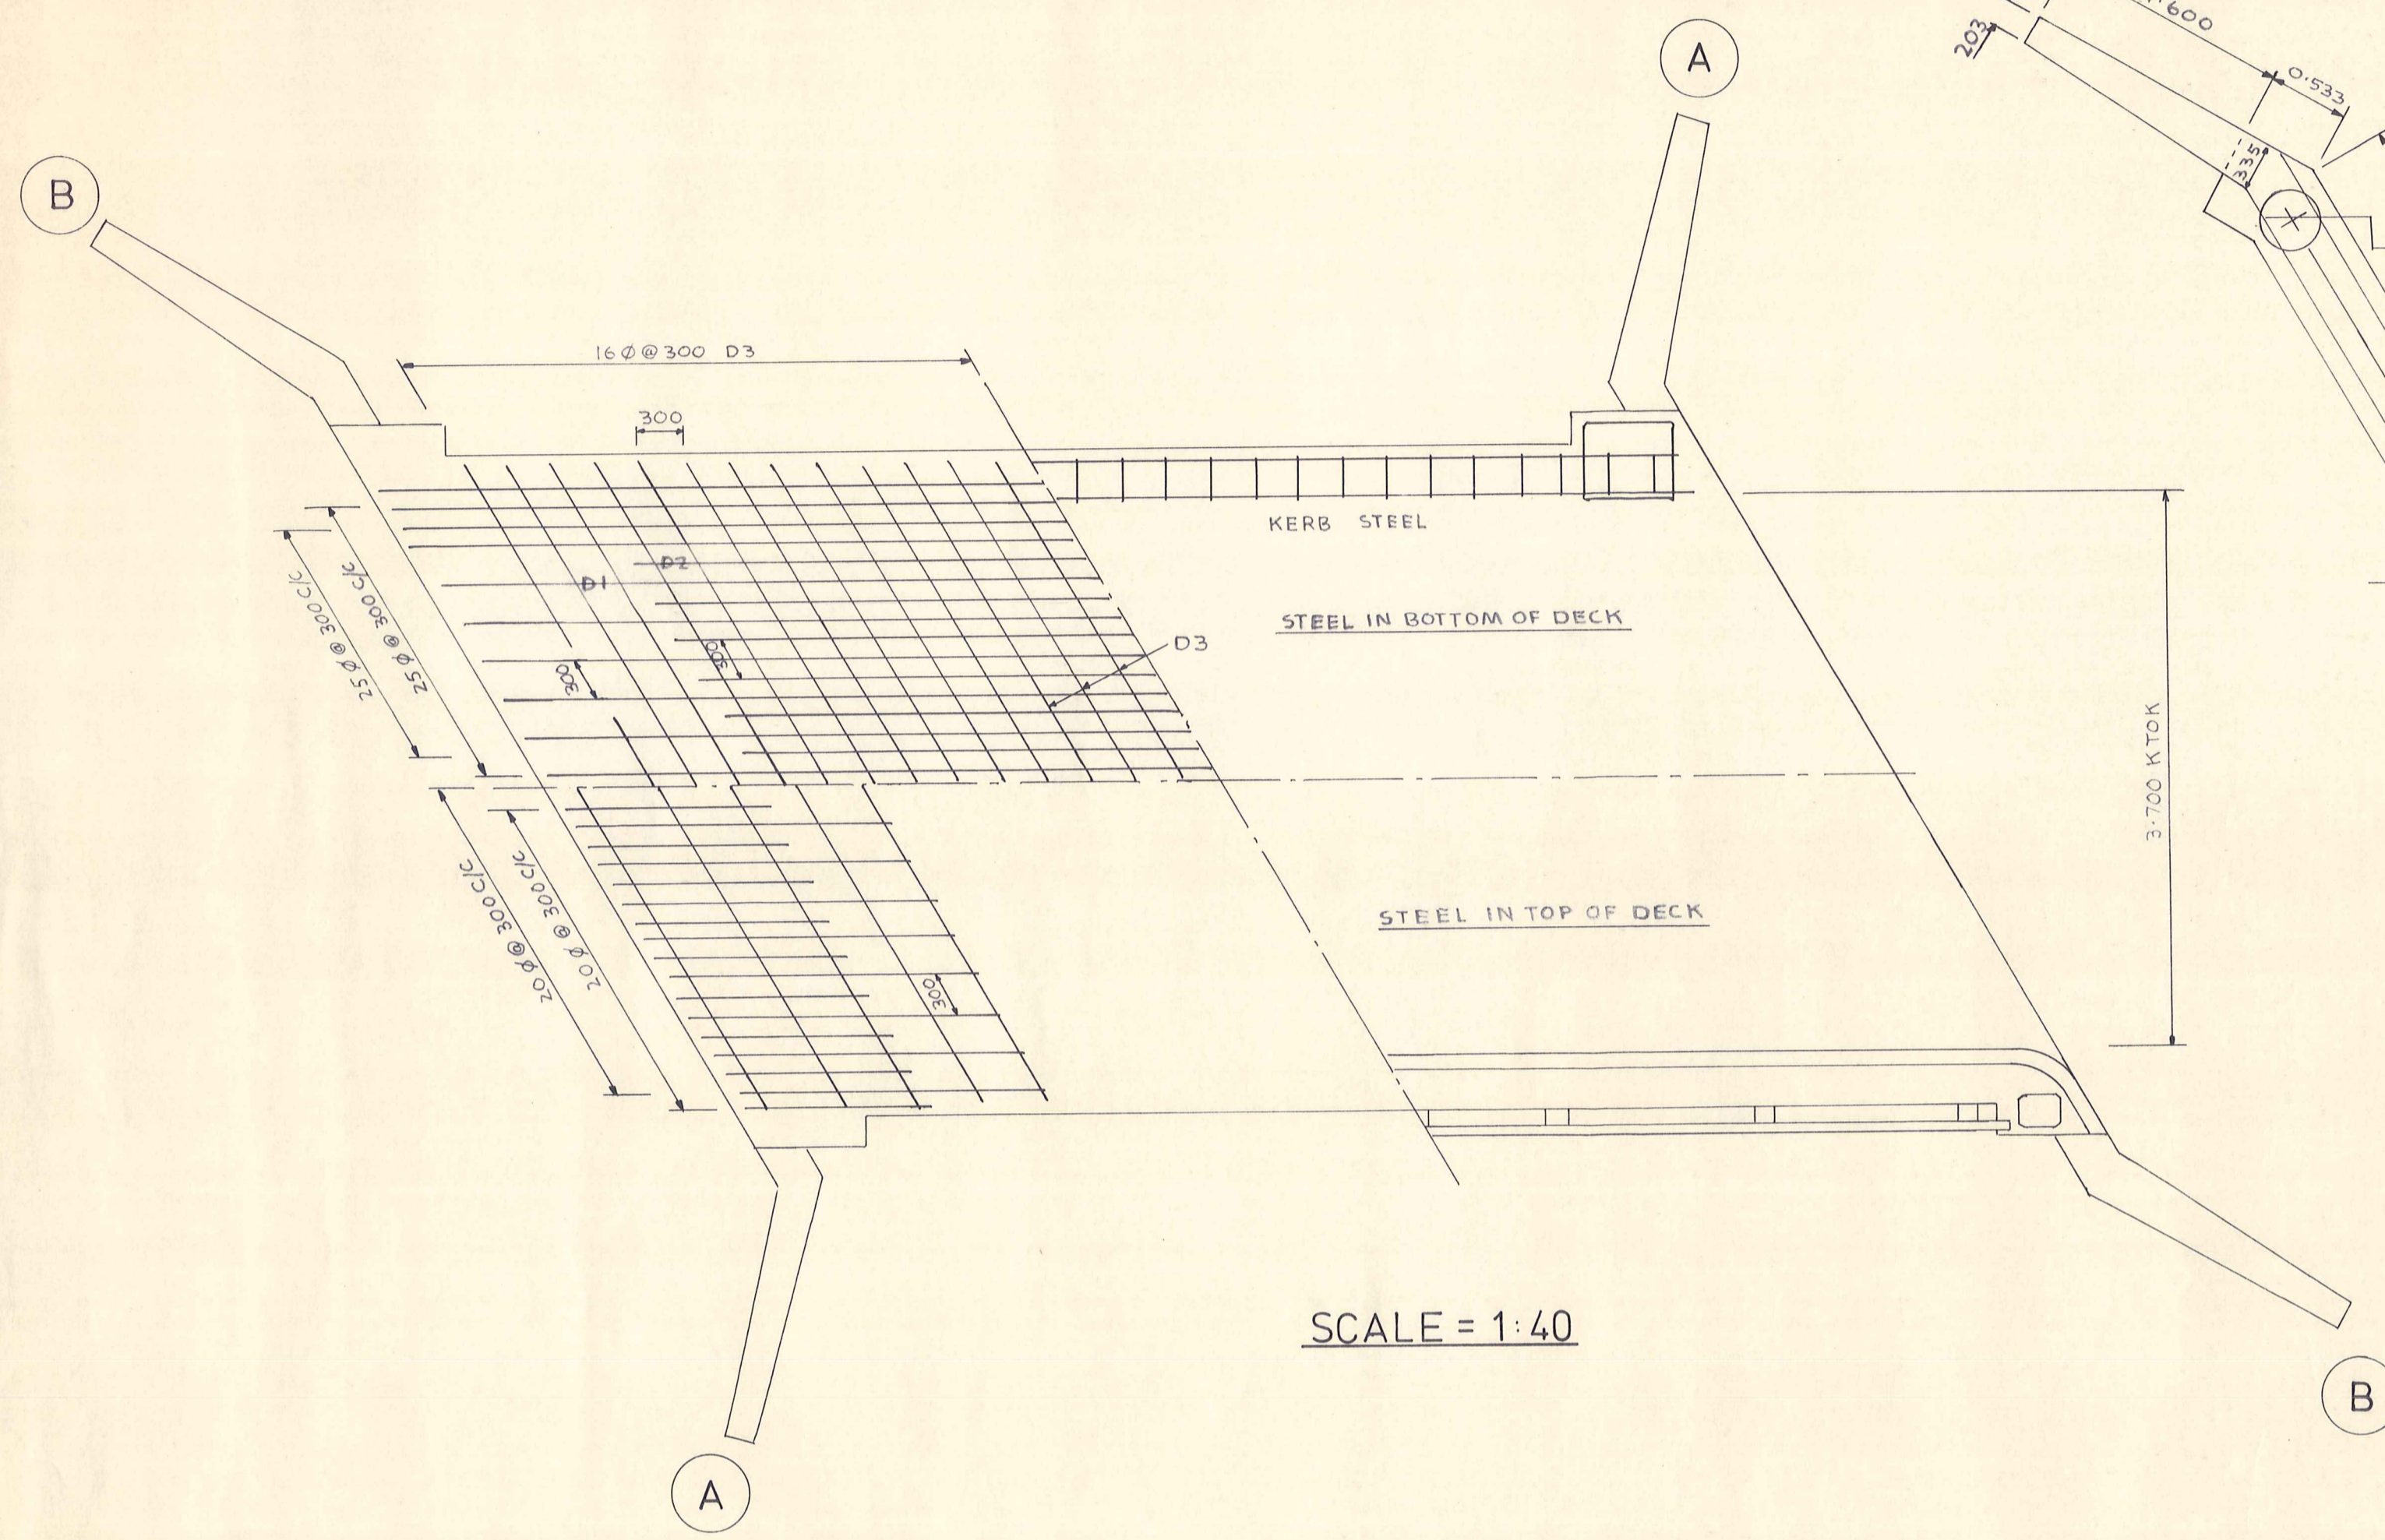 A
203
600
0.533
335
B
16Ø@300 D3
300
KERB STEEL
D2
D1
STEEL IN BOTTOM OF DECK
25Ø@300C/C
25Ø@300C/C
300
300
D3
3.700 K TO K
20Ø@300C/C
20Ø@300C/C
STEEL IN TOP OF DECK
300
SCALE = 1:40
B
A